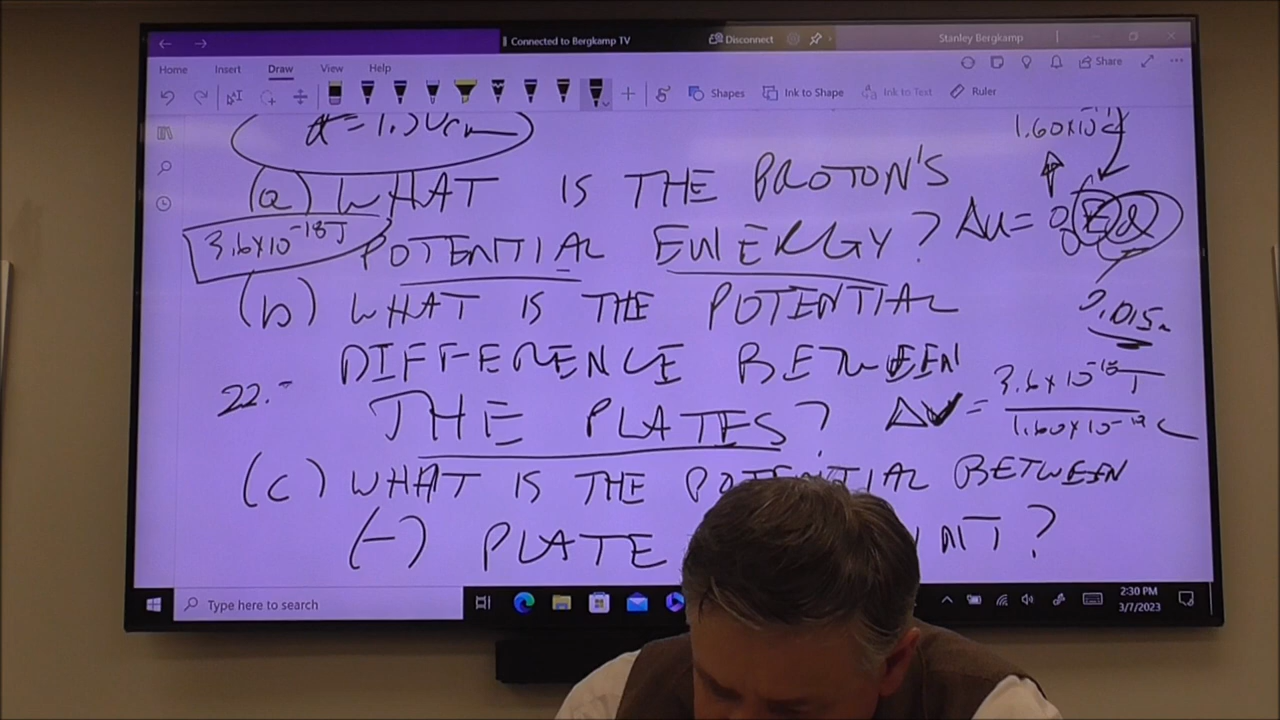 Connected to Bergkamp TV
Disconnect
Stanley Bergkamp
Home Insert Draw View Help
Share
Shapes Ink to Shape Ink to Text Ruler
1.60x10
(a) WHAT IS THE PROTON'S
3.6x10⁻¹⁸J POTENTIAL ENERGY? Δu=
(b) WHAT IS THE POTENTIAL
0.015m
DIFFERENCE BETWEEN
22.5
THE PLATES? ΔV = 3.6x10⁻¹⁸J
1.60x10⁻¹⁹C
(c) WHAT IS THE BETWEEN
(-) PLATE ?
Type here to search
2:30 PM
3/7/2023